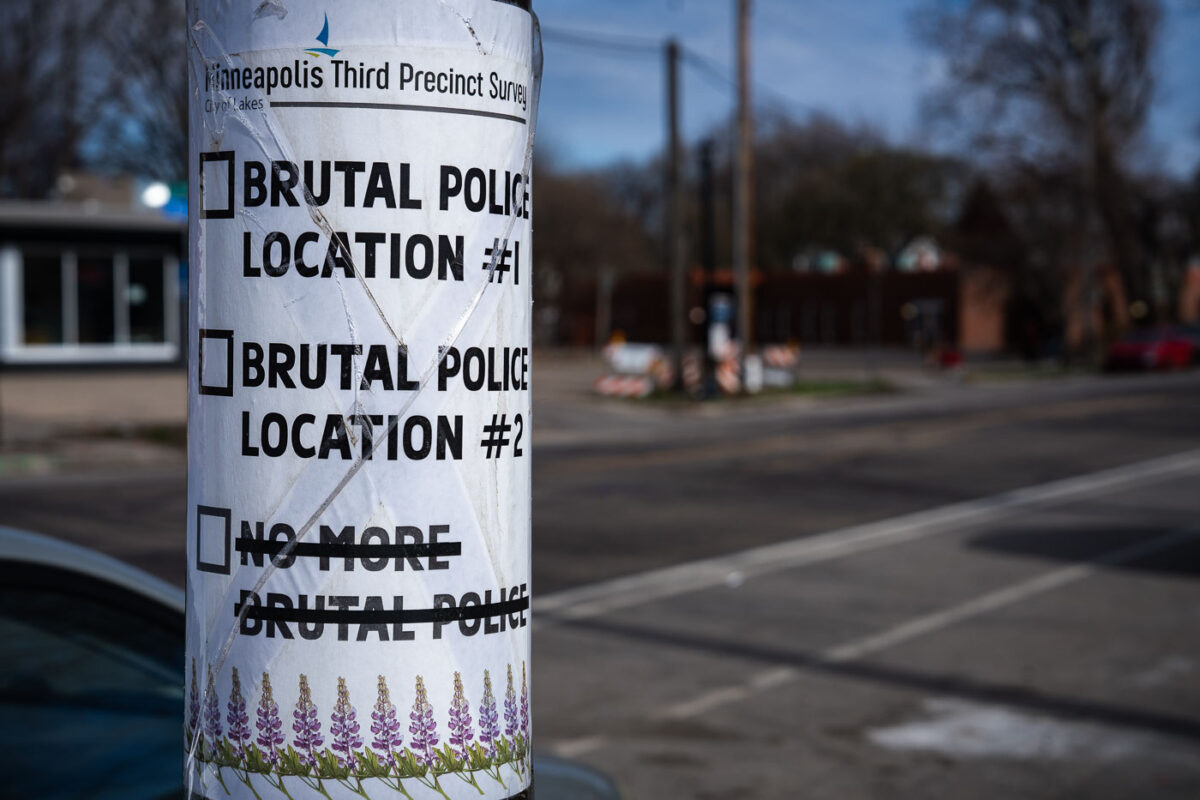 Minneapolis Third Precinct Survey
City of Lakes
BRUTAL POLICE
LOCATION #1
BRUTAL POLICE
LOCATION #2
NO MORE
BRUTAL POLICE